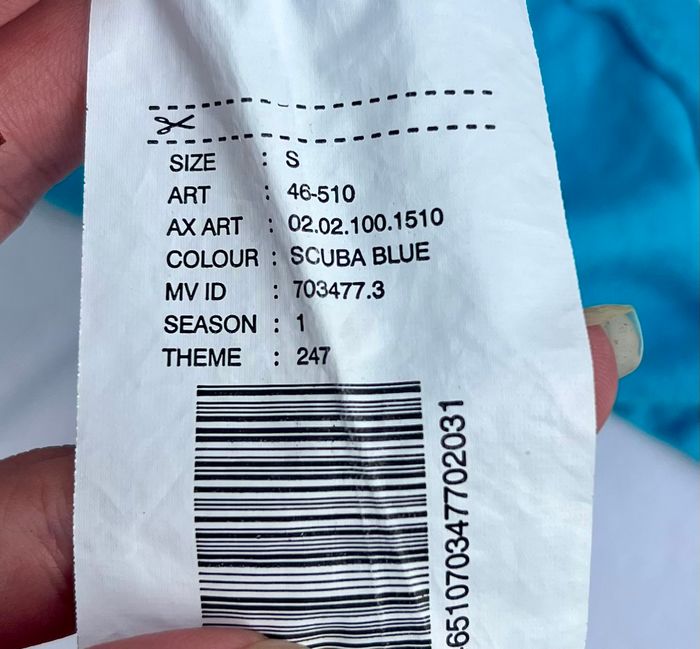 SIZE : S
ART : 46-510
AX ART : 02.02.100.1510
COLOUR : SCUBA BLUE
MV ID : 703477.3
SEASON : 1
THEME : 247
651070347702031